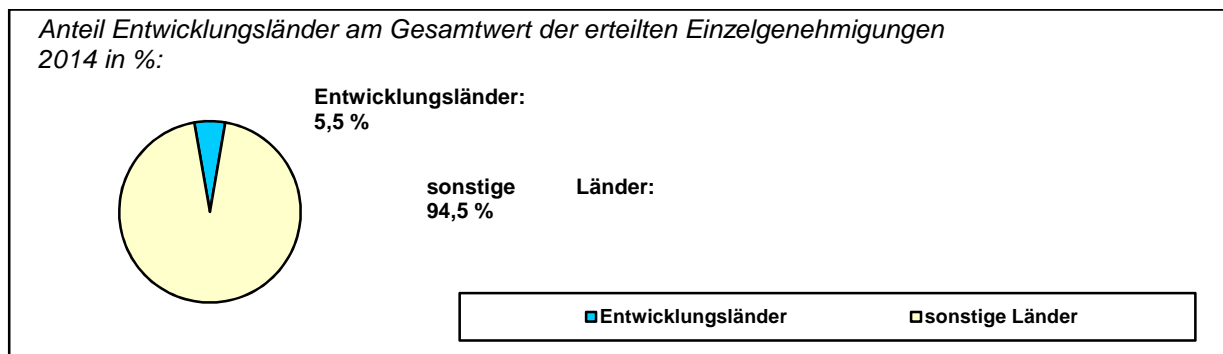 Anteil Entwicklungsländer am Gesamtwert der erteilten Einzelgenehmigungen
2014 in %:
Entwicklungsländer:
5,5 %
sonstige Länder:
94,5 %
Entwicklungsländer sonstige Länder